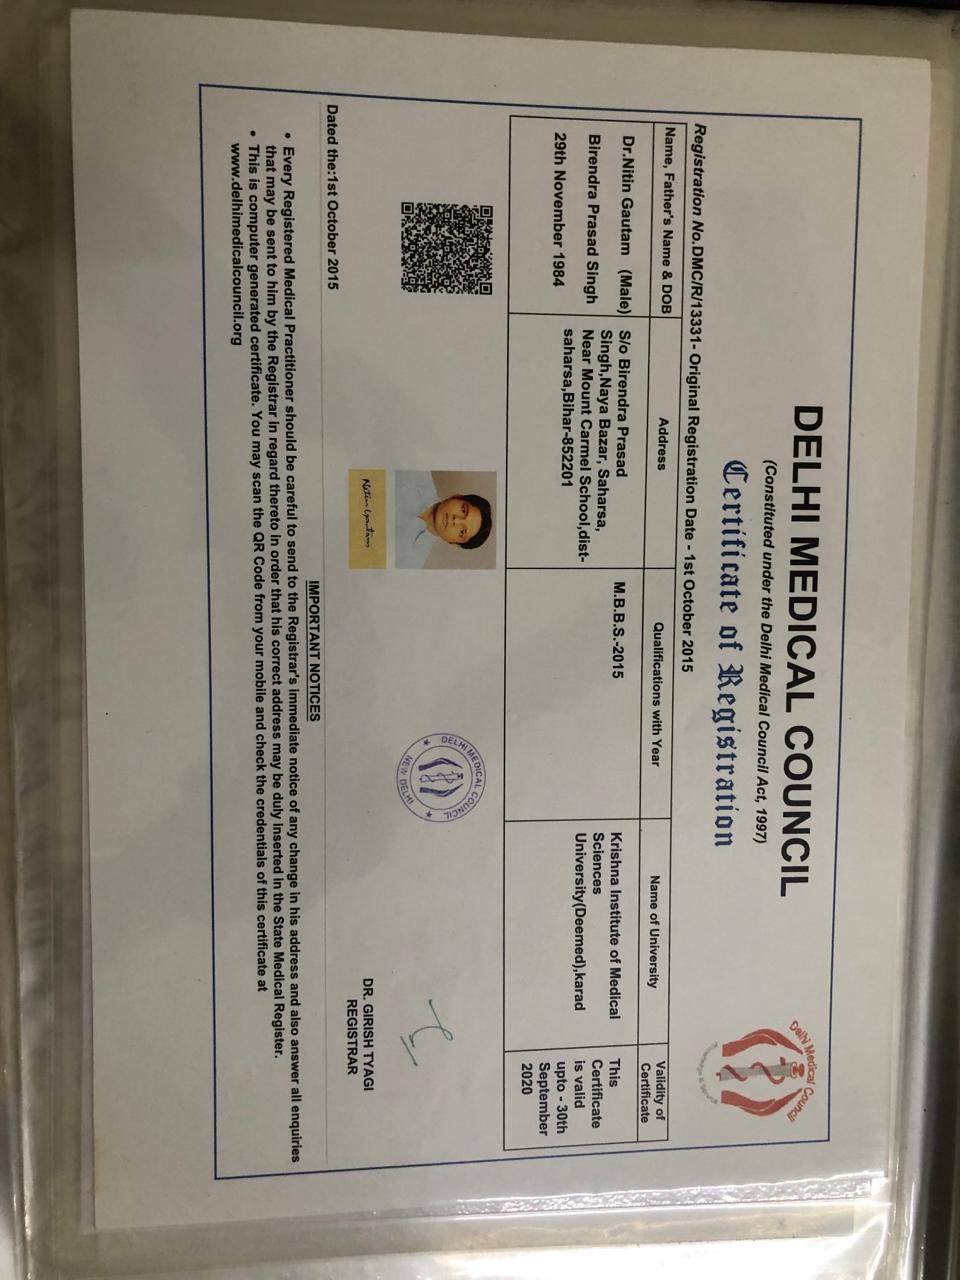 DELHI MEDICAL COUNCIL
(Constituted under the Delhi Medical Council Act, 1997)
Certificate of Registration
Delhi Medical Council
Registration No.DMC/R/13331- Original Registration Date - 1st October 2015
Name, Father's Name & DOB
Address
Qualifications with Year
Name of University
Validity of
Certificate
Dr.Nitin Gautam (Male)
Birendra Prasad Singh
29th November 1984
S/o Birendra Prasad
Singh,Naya Bazar, Saharsa,
Near Mount Carmel School,dist-
saharsa,Bihar-852201
M.B.B.S.-2015
Krishna Institute of Medical
Sciences
University(Deemed),karad
This
Certificate
is valid
upto - 30th
September
2020
Nitin Gautam
DELHI MEDICAL COUNCIL
NEW DELHI
DR. GIRISH TYAGI
REGISTRAR
Dated the:1st October 2015
IMPORTANT NOTICES
• Every Registered Medical Practitioner should be careful to send to the Registrar's immediate notice of any change in his address and also answer all enquiries
that may be sent to him by the Registrar in regard thereto in order that his correct address may be duly inserted in the State Medical Register.
• This is computer generated certificate. You may scan the QR Code from your mobile and check the credentials of this certificate at
www.delhimedicalcouncil.org